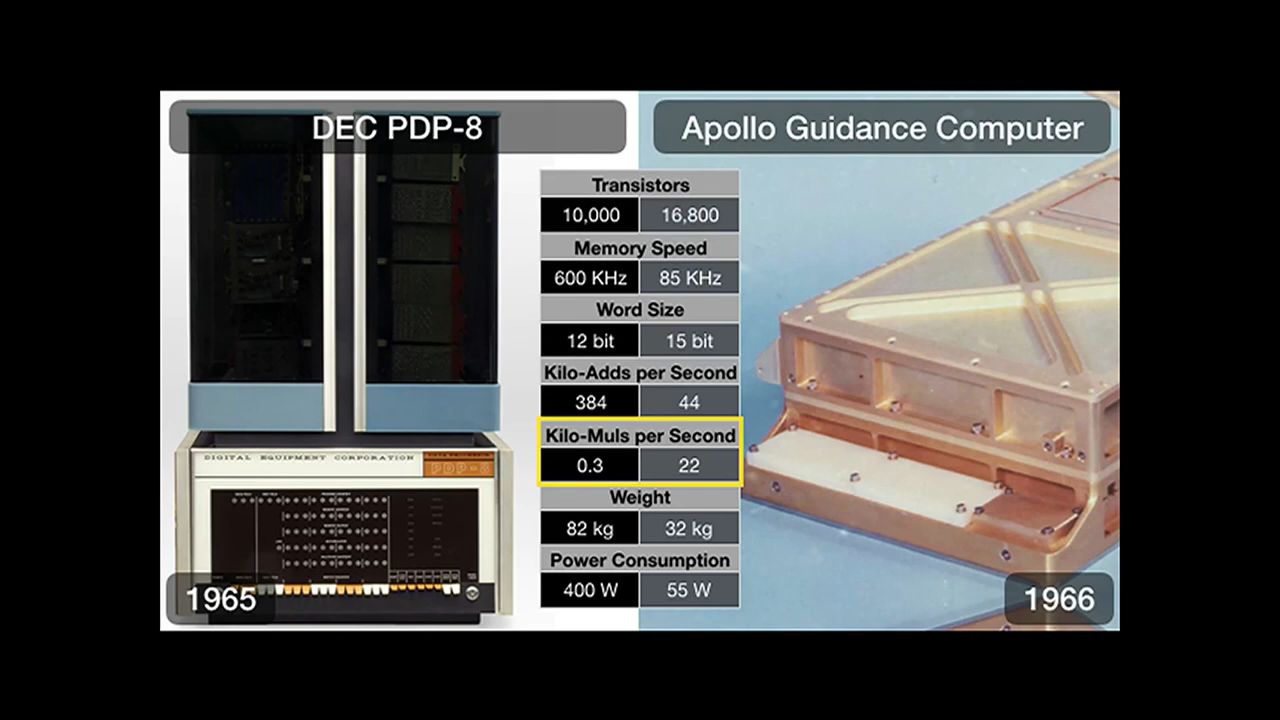 DEC PDP-8
Apollo Guidance Computer
Transistors
10,000 16,800
Memory Speed
600 KHz 85 KHz
Word Size
12 bit 15 bit
Kilo-Adds per Second
384 44
Kilo-Muls per Second
0.3 22
Weight
82 kg 32 kg
Power Consumption
400 W 55 W
DIGITAL EQUIPMENT CORPORATION
PDP-8
1965
1966